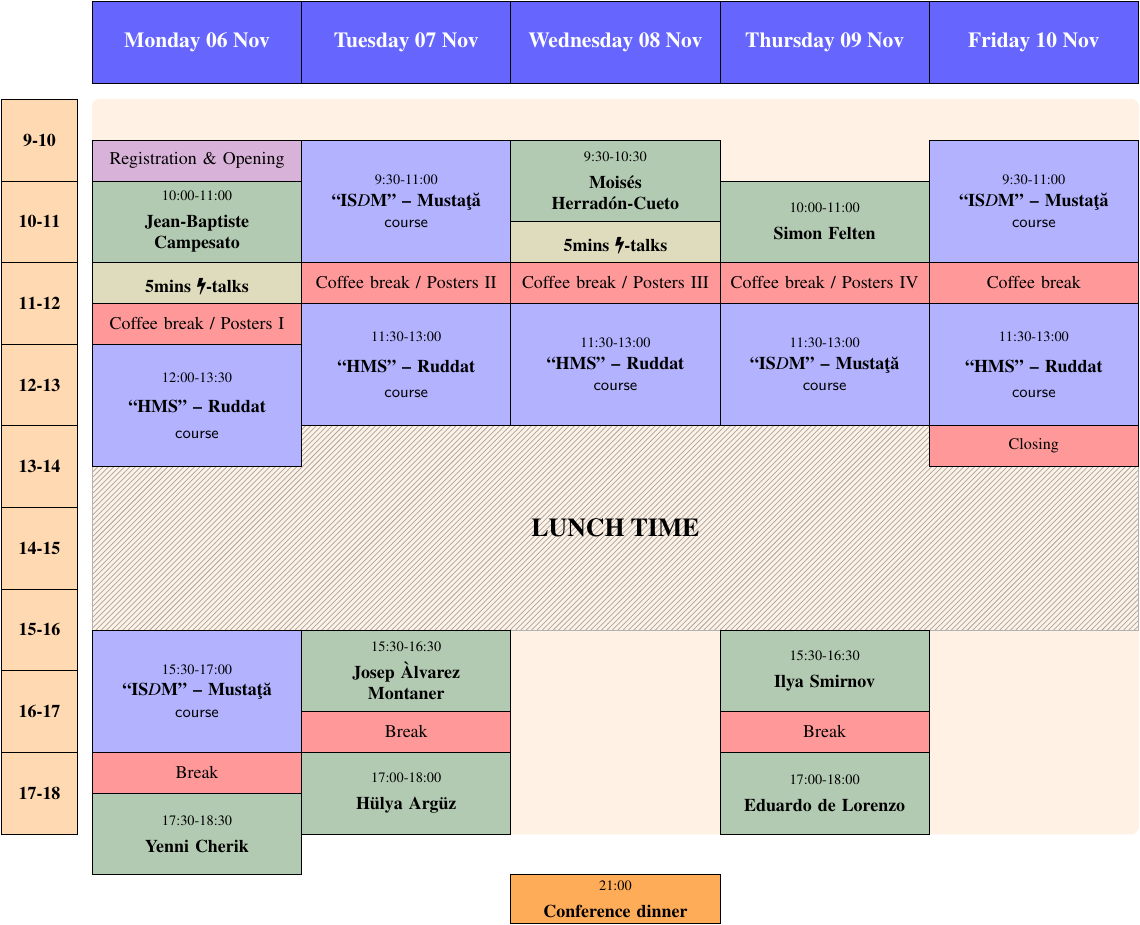 Monday 06 Nov
Tuesday 07 Nov
Wednesday 08 Nov
Thursday 09 Nov
Friday 10 Nov
9-10
10-11
11-12
12-13
13-14
14-15
15-16
16-17
17-18
Registration & Opening
10:00-11:00
Jean-Baptiste
Campesato
5mins -talks
Coffee break / Posters I
12:00-13:30
“HMS” – Ruddat
course
15:30-17:00
“ISDM” – Mustaţă
course
Break
17:30-18:30
Yenni Cherik
9:30-11:00
“ISDM” – Mustaţă
course
Coffee break / Posters II
11:30-13:00
“HMS” – Ruddat
course
15:30-16:30
Josep Àlvarez
Montaner
Break
17:00-18:00
Hülya Argüz
9:30-10:30
Moisés
Herradón-Cueto
5mins -talks
Coffee break / Posters III
11:30-13:00
“HMS” – Ruddat
course
LUNCH TIME
21:00
Conference dinner
10:00-11:00
Simon Felten
Coffee break / Posters IV
11:30-13:00
“ISDM” – Mustaţă
course
15:30-16:30
Ilya Smirnov
Break
17:00-18:00
Eduardo de Lorenzo
9:30-11:00
“ISDM” – Mustaţă
course
Coffee break
11:30-13:00
“HMS” – Ruddat
course
Closing